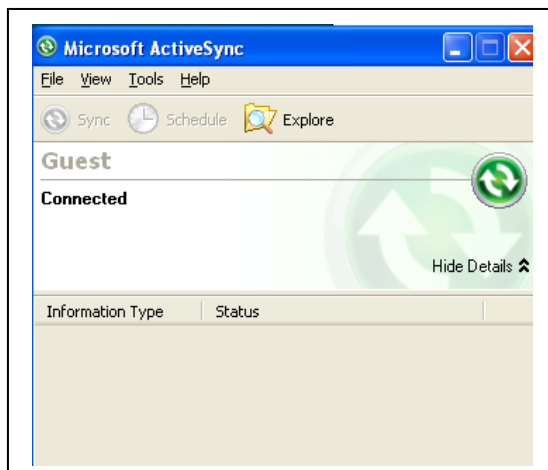 Microsoft ActiveSync
File View Tools Help
Sync Schedule Explore
Guest
Connected
Hide Details
Information Type Status